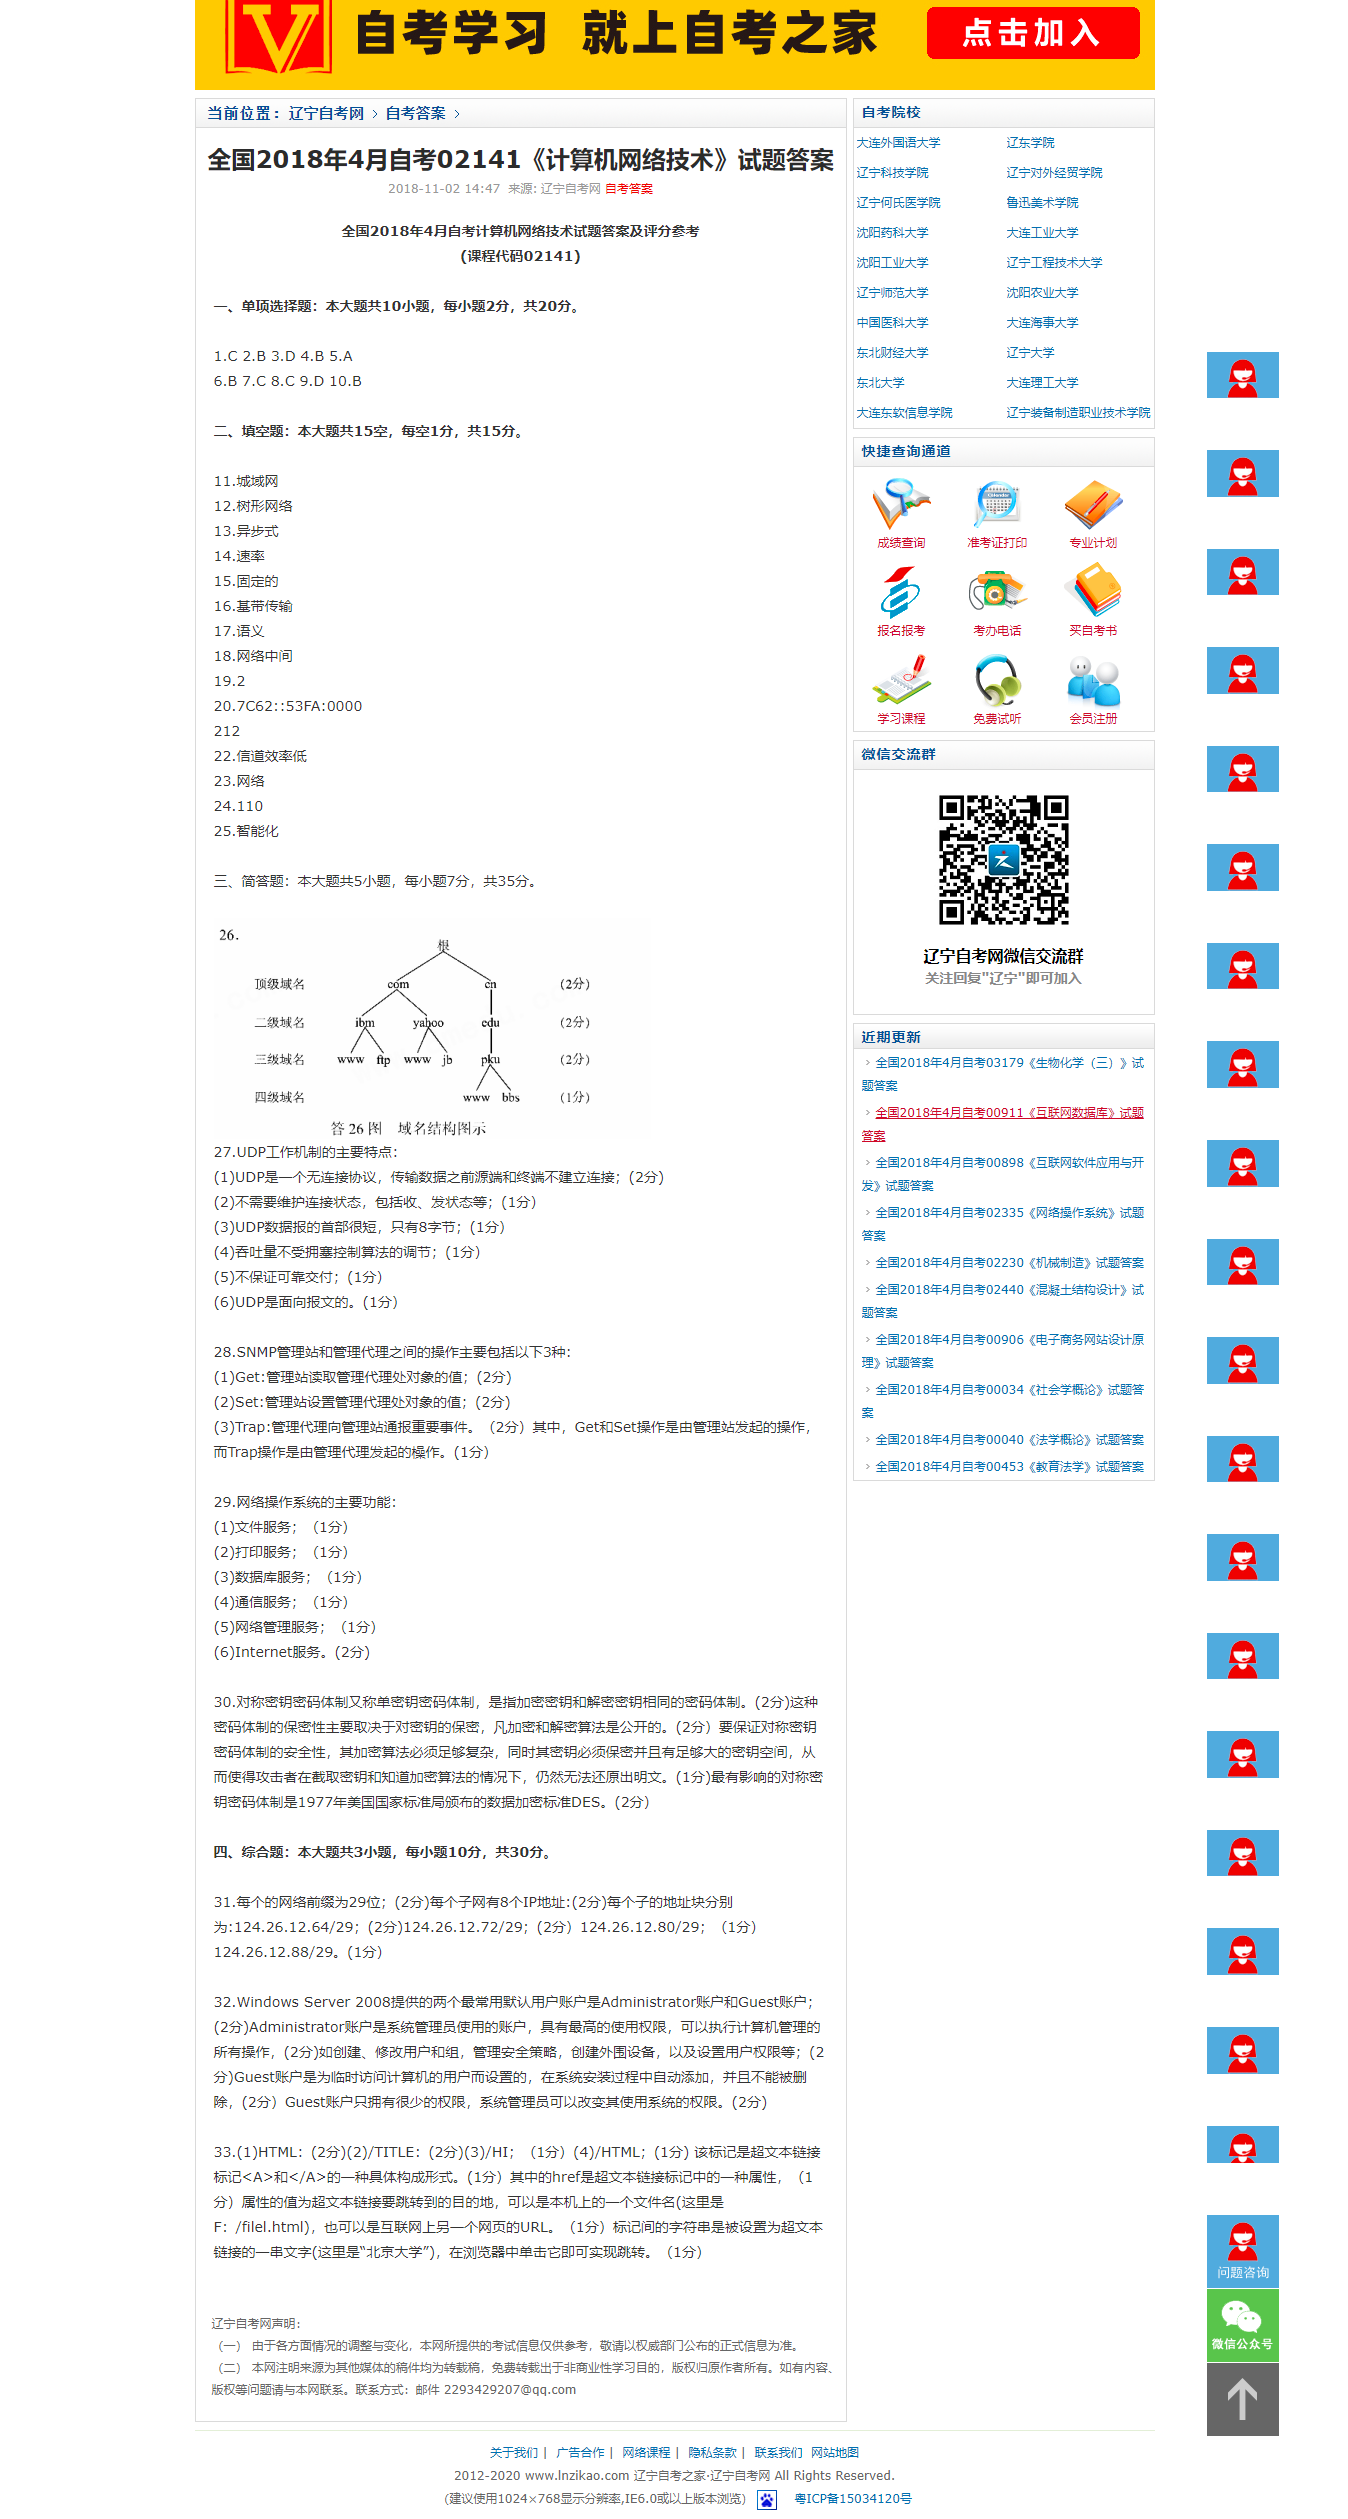 自考学习 就上自考之家
点击加入
当前位置：辽宁自考网 > 自考答案 >
全国2018年4月自考02141《计算机网络技术》试题答案
2018-11-02 14:47 来源: 辽宁自考网 自考答案
全国2018年4月自考计算机网络技术试题答案及评分参考
(课程代码02141)
一、单项选择题：本大题共10小题，每小题2分，共20分。
1.C 2.B 3.D 4.B 5.A
6.B 7.C 8.C 9.D 10.B
二、填空题：本大题共15空，每空1分，共15分。
11.城域网
12.树形网络
13.异步式
14.速率
15.固定的
16.基带传输
17.语义
18.网络中间
19.2
20.7C62::53FA:0000
212
22.信道效率低
23.网络
24.110
25.智能化
三、简答题：本大题共5小题，每小题7分，共35分。
26.
根
顶级域名 com cn (2分)
二级域名 ibm yahoo edu (2分)
三级域名 www ftp www jb pku (2分)
四级域名 www bbs (1分)
答 26 图 域名结构图示
27.UDP工作机制的主要特点：
(1)UDP是一个无连接协议，传输数据之前源端和终端不建立连接；(2分)
(2)不需要维护连接状态，包括收、发状态等；(1分)
(3)UDP数据报的首部很短，只有8字节；(1分)
(4)吞吐量不受拥塞控制算法的调节；(1分)
(5)不保证可靠交付；(1分)
(6)UDP是面向报文的。(1分)
28.SNMP管理站和管理代理之间的操作主要包括以下3种：
(1)Get:管理站读取管理代理处对象的值；(2分)
(2)Set:管理站设置管理代理处对象的值；(2分)
(3)Trap:管理代理向管理站通报重要事件。（2分）其中，Get和Set操作是由管理站发起的操作，
而Trap操作是由管理代理发起的橾作。(1分)
29.网络操作系统的主要功能：
(1)文件服务；（1分）
(2)打印服务；（1分）
(3)数据库服务；（1分）
(4)通信服务；（1分）
(5)网络管理服务；（1分）
(6)Internet服务。(2分)
30.对称密钥密码体制又称单密钥密码体制，是指加密密钥和解密密钥相同的密码体制。(2分)这种
密码体制的保密性主要取决于对密钥的保密，凡加密和解密算法是公开的。(2分）要保证对称密钥
密码体制的安全性，其加密算法必须足够复杂，同时其密钥必须保密并且有足够大的密钥空间，从
而使得攻击者在截取密钥和知道加密算法的情况下，仍然无法还原出明文。(1分)最有影响的对称密
钥密码体制是1977年美国国家标准局颁布的数据加密标准DES。(2分)
四、综合题：本大题共3小题，每小题10分，共30分。
31.每个的网络前缀为29位；(2分)每个子网有8个IP地址:(2分)每个子的地址块分别
为:124.26.12.64/29；(2分)124.26.12.72/29；(2分）124.26.12.80/29；（1分）
124.26.12.88/29。(1分)
32.Windows Server 2008提供的两个最常用默认用户账户是Administrator账户和Guest账户；
(2分)Administrator账户是系统管理员使用的账户，具有最高的使用权限，可以执行计算机管理的
所有操作，(2分)如创建、修改用户和组，管理安全策略，创建外围设备，以及设置用户权限等；(2
分)Guest账户是为临时访问计算机的用户而设置的，在系统安装过程中自动添加，并且不能被删
除，(2分）Guest账户只拥有很少的权限，系统管理员可以改变其使用系统的权限。(2分)
33.(1)HTML：(2分)(2)/TITLE：(2分)(3)/HI；（1分）(4)/HTML；(1分) 该标记是超文本链接
标记<A>和</A>的一种具体构成形式。(1分）其中的href是超文本链接标记中的一种属性，（1
分）属性的值为超文本链接要跳转到的目的地，可以是本机上的一个文件名(这里是
F：/filel.html)，也可以是互联网上另一个网页的URL。（1分）标记间的字符串是被设置为超文本
链接的一串文字(这里是“北京大学”)，在浏览器中单击它即可实现跳转。（1分）
辽宁自考网声明：
（一） 由于各方面情况的调整与变化，本网所提供的考试信息仅供参考，敬请以权威部门公布的正式信息为准。
（二） 本网注明来源为其他媒体的稿件均为转载稿，免费转载出于非商业性学习目的，版权归原作者所有。如有内容、
版权等问题请与本网联系。联系方式：邮件 2293429207@qq.com
自考院校
大连外国语大学 辽东学院
辽宁科技学院 辽宁对外经贸学院
辽宁何氏医学院 鲁迅美术学院
沈阳药科大学 大连工业大学
沈阳工业大学 辽宁工程技术大学
辽宁师范大学 沈阳农业大学
中国医科大学 大连海事大学
东北财经大学 辽宁大学
东北大学 大连理工大学
大连东软信息学院 辽宁装备制造职业技术学院
快捷查询通道
成绩查询 准考证打印 专业计划
报名报考 考办电话 买自考书
学习课程 免费试听 会员注册
微信交流群
辽宁自考网微信交流群
关注回复"辽宁"即可加入
近期更新
全国2018年4月自考03179《生物化学（三）》试
题答案
全国2018年4月自考00911《互联网数据库》试题
答案
全国2018年4月自考00898《互联网软件应用与开
发》试题答案
全国2018年4月自考02335《网络操作系统》试题
答案
全国2018年4月自考02230《机械制造》试题答案
全国2018年4月自考02440《混凝土结构设计》试
题答案
全国2018年4月自考00906《电子商务网站设计原
理》试题答案
全国2018年4月自考00034《社会学概论》试题答
案
全国2018年4月自考00040《法学概论》试题答案
全国2018年4月自考00453《教育法学》试题答案
问题咨询
微信公众号
关于我们 | 广告合作 | 网络课程 | 隐私条款 | 联系我们 网站地图
2012-2020 www.lnzikao.com 辽宁自考之家·辽宁自考网 All Rights Reserved.
（建议使用1024×768显示分辨率,IE6.0或以上版本浏览） 粤ICP备15034120号